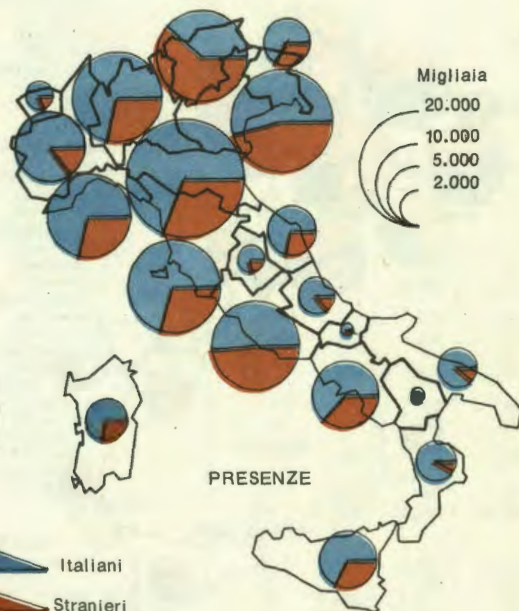 Migliaia
20.000
10.000
5.000
2.000
PRESENZE
Italiani
Stranieri